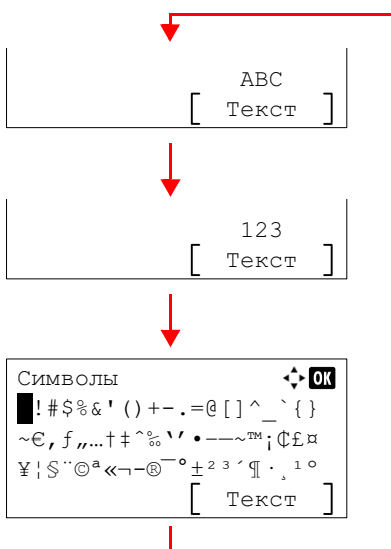 ABC
[ Текст ]
123
[ Текст ]
Символы OK
!#$%&'()+-.=@[]^_`{}
~€,ƒ„…†‡ˆ‰‘’•–—~™¡₵£¤
¥¦§¨©ª«¬-®¯°±²³´¶·¸¹º
[ Текст ]